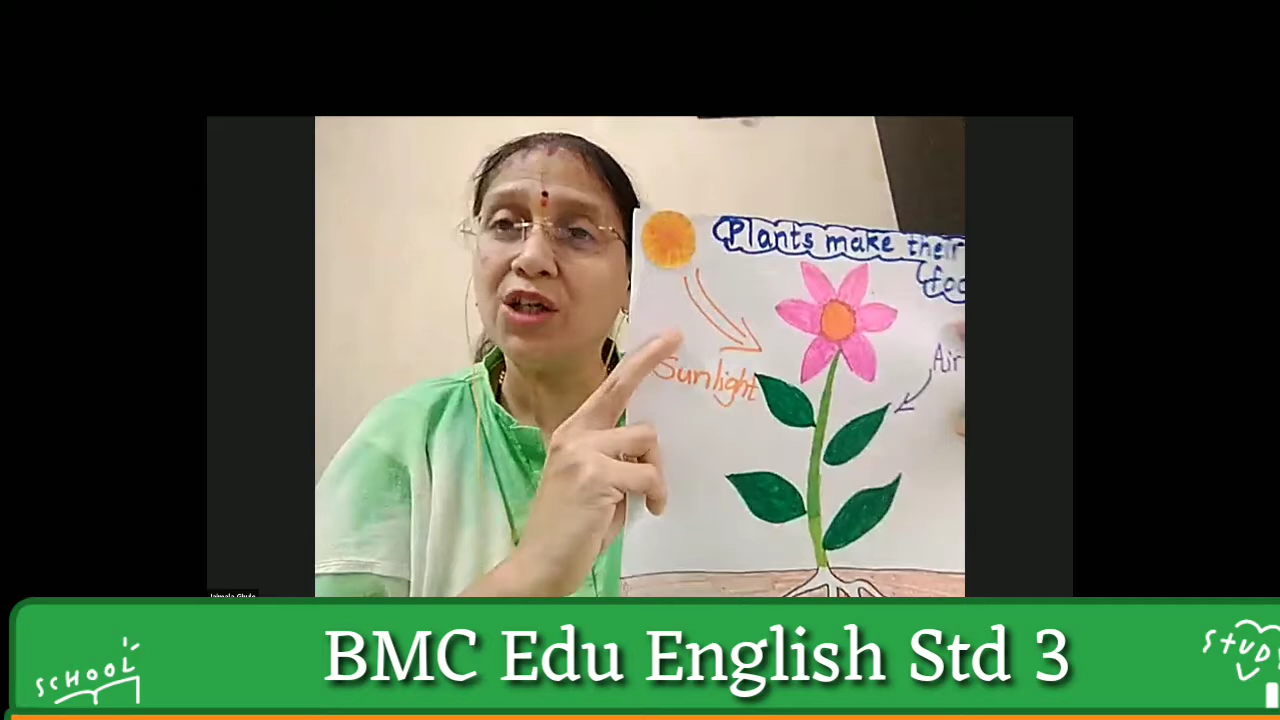 Plants make their
Sunlight
Air
BMC Edu English Std 3
SCHOOL